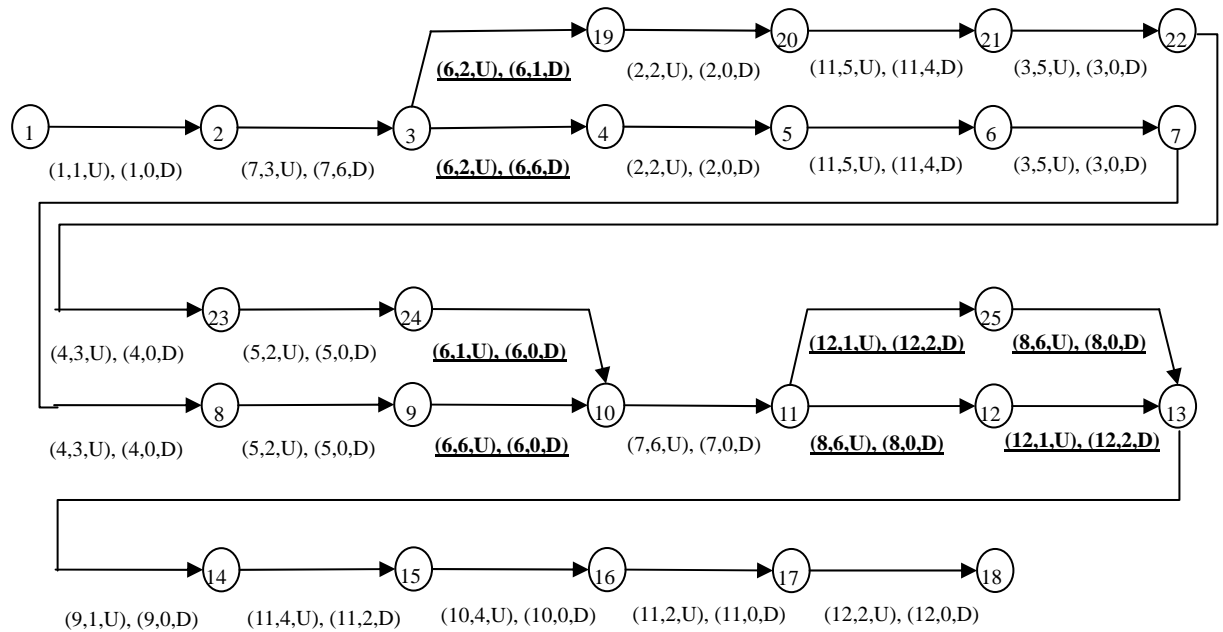 19 20 21 22
(6,2,U), (6,1,D) (2,2,U), (2,0,D) (11,5,U), (11,4,D) (3,5,U), (3,0,D)
1 2 3 4 5 6 7
(1,1,U), (1,0,D) (7,3,U), (7,6,D) (6,2,U), (6,6,D) (2,2,U), (2,0,D) (11,5,U), (11,4,D) (3,5,U), (3,0,D)
23 24 25
(4,3,U), (4,0,D) (5,2,U), (5,0,D) (6,1,U), (6,0,D) (12,1,U), (12,2,D) (8,6,U), (8,0,D)
8 9 10 11 12 13
(4,3,U), (4,0,D) (5,2,U), (5,0,D) (6,6,U), (6,0,D) (7,6,U), (7,0,D) (8,6,U), (8,0,D) (12,1,U), (12,2,D)
14 15 16 17 18
(9,1,U), (9,0,D) (11,4,U), (11,2,D) (10,4,U), (10,0,D) (11,2,U), (11,0,D) (12,2,U), (12,0,D)